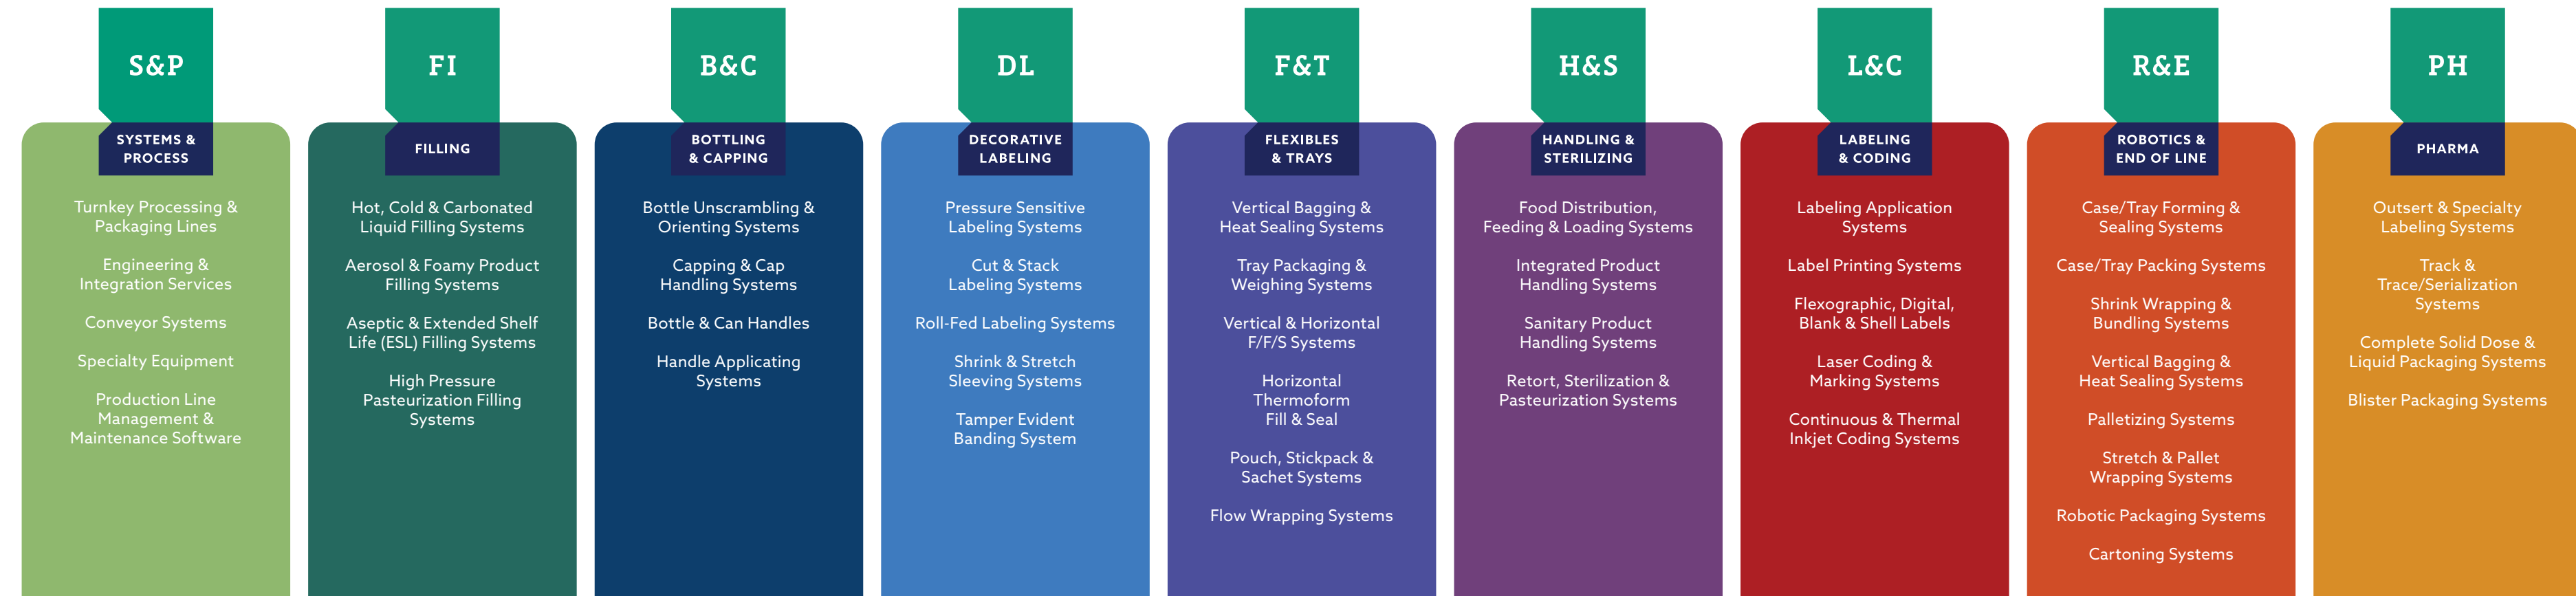 S&P
SYSTEMS &
PROCESS
Turnkey Processing &
Packaging Lines
Engineering &
Integration Services
Conveyor Systems
Specialty Equipment
Production Line
Management &
Maintenance Software
FI
FILLING
Hot, Cold & Carbonated
Liquid Filling Systems
Aerosol & Foamy Product
Filling Systems
Aseptic & Extended Shelf
Life (ESL) Filling Systems
High Pressure
Pasteurization Filling
Systems
B&C
BOTTLING
& CAPPING
Bottle Unscrambling &
Orienting Systems
Capping & Cap
Handling Systems
Bottle & Can Handles
Handle Applicating
Systems
DL
DECORATIVE
LABELING
Pressure Sensitive
Labeling Systems
Cut & Stack
Labeling Systems
Roll-Fed Labeling Systems
Shrink & Stretch
Sleeving Systems
Tamper Evident
Banding System
F&T
FLEXIBLES
& TRAYS
Vertical Bagging &
Heat Sealing Systems
Tray Packaging &
Weighing Systems
Vertical & Horizontal
F/F/S Systems
Horizontal
Thermoform
Fill & Seal
Pouch, Stickpack &
Sachet Systems
Flow Wrapping Systems
H&S
HANDLING &
STERILIZING
Food Distribution,
Feeding & Loading Systems
Integrated Product
Handling Systems
Sanitary Product
Handling Systems
Retort, Sterilization &
Pasteurization Systems
L&C
LABELING
& CODING
Labeling Application
Systems
Label Printing Systems
Flexographic, Digital,
Blank & Shell Labels
Laser Coding &
Marking Systems
Continuous & Thermal
Inkjet Coding Systems
R&E
ROBOTICS &
END OF LINE
Case/Tray Forming &
Sealing Systems
Case/Tray Packing Systems
Shrink Wrapping &
Bundling Systems
Vertical Bagging &
Heat Sealing Systems
Palletizing Systems
Stretch & Pallet
Wrapping Systems
Robotic Packaging Systems
Cartoning Systems
PH
PHARMA
Outsert & Specialty
Labeling Systems
Track &
Trace/Serialization
Systems
Complete Solid Dose &
Liquid Packaging Systems
Blister Packaging Systems